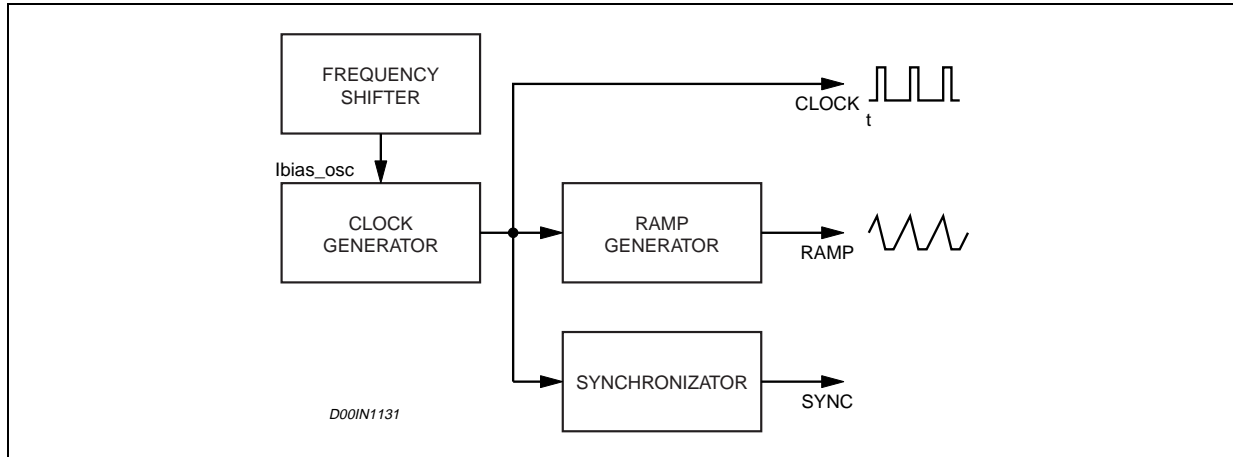 FREQUENCY
SHIFTER
CLOCK
t
Ibias_osc
CLOCK
GENERATOR
RAMP
GENERATOR
RAMP
SYNCHRONIZATOR
SYNC
D00IN1131